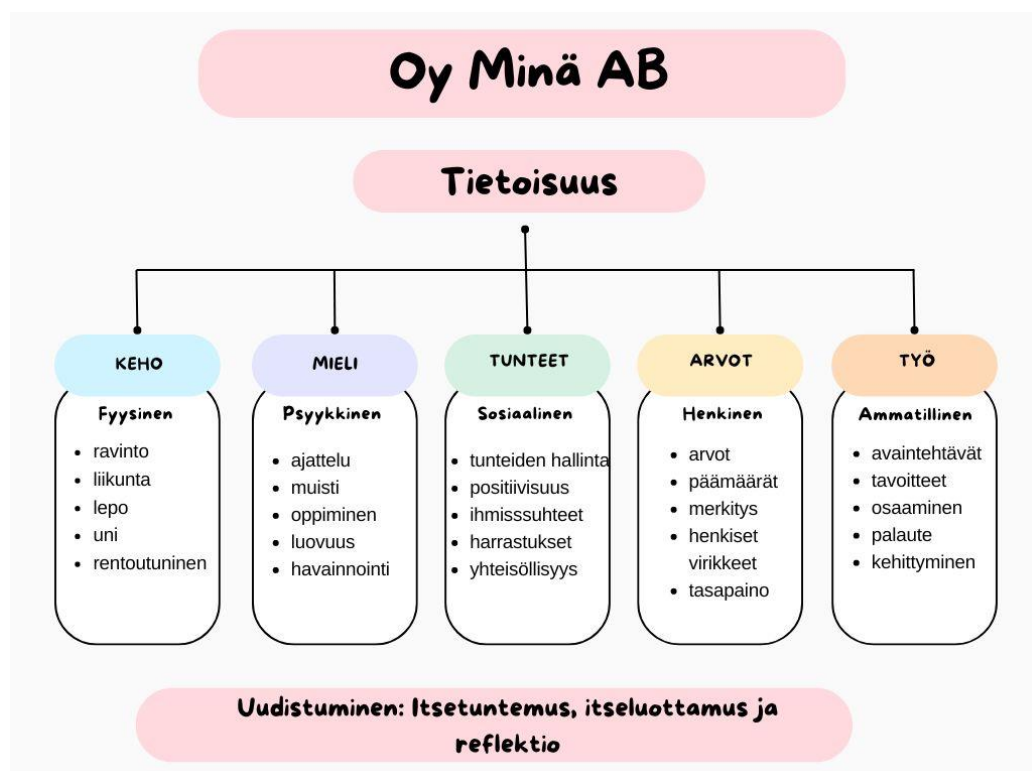 Oy Minä AB
Tietoisuus
KEHO
Fyysinen
• ravinto
• liikunta
• lepo
• uni
• rentoutuninen
MIELI
Psyykkinen
• ajattelu
• muisti
• oppiminen
• luovuus
• havainnointi
TUNTEET
Sosiaalinen
• tunteiden hallinta
• positiivisuus
• ihmisssuhteet
• harrastukset
• yhteisöllisyys
ARVOT
Henkinen
• arvot
• päämäärät
• merkitys
• henkiset
virikkeet
• tasapaino
TYÖ
Ammatillinen
• avaintehtävät
• tavoitteet
• osaaminen
• palaute
• kehittyminen
Uudistuminen: Itsetuntemus, itseluottamus ja
reflektio